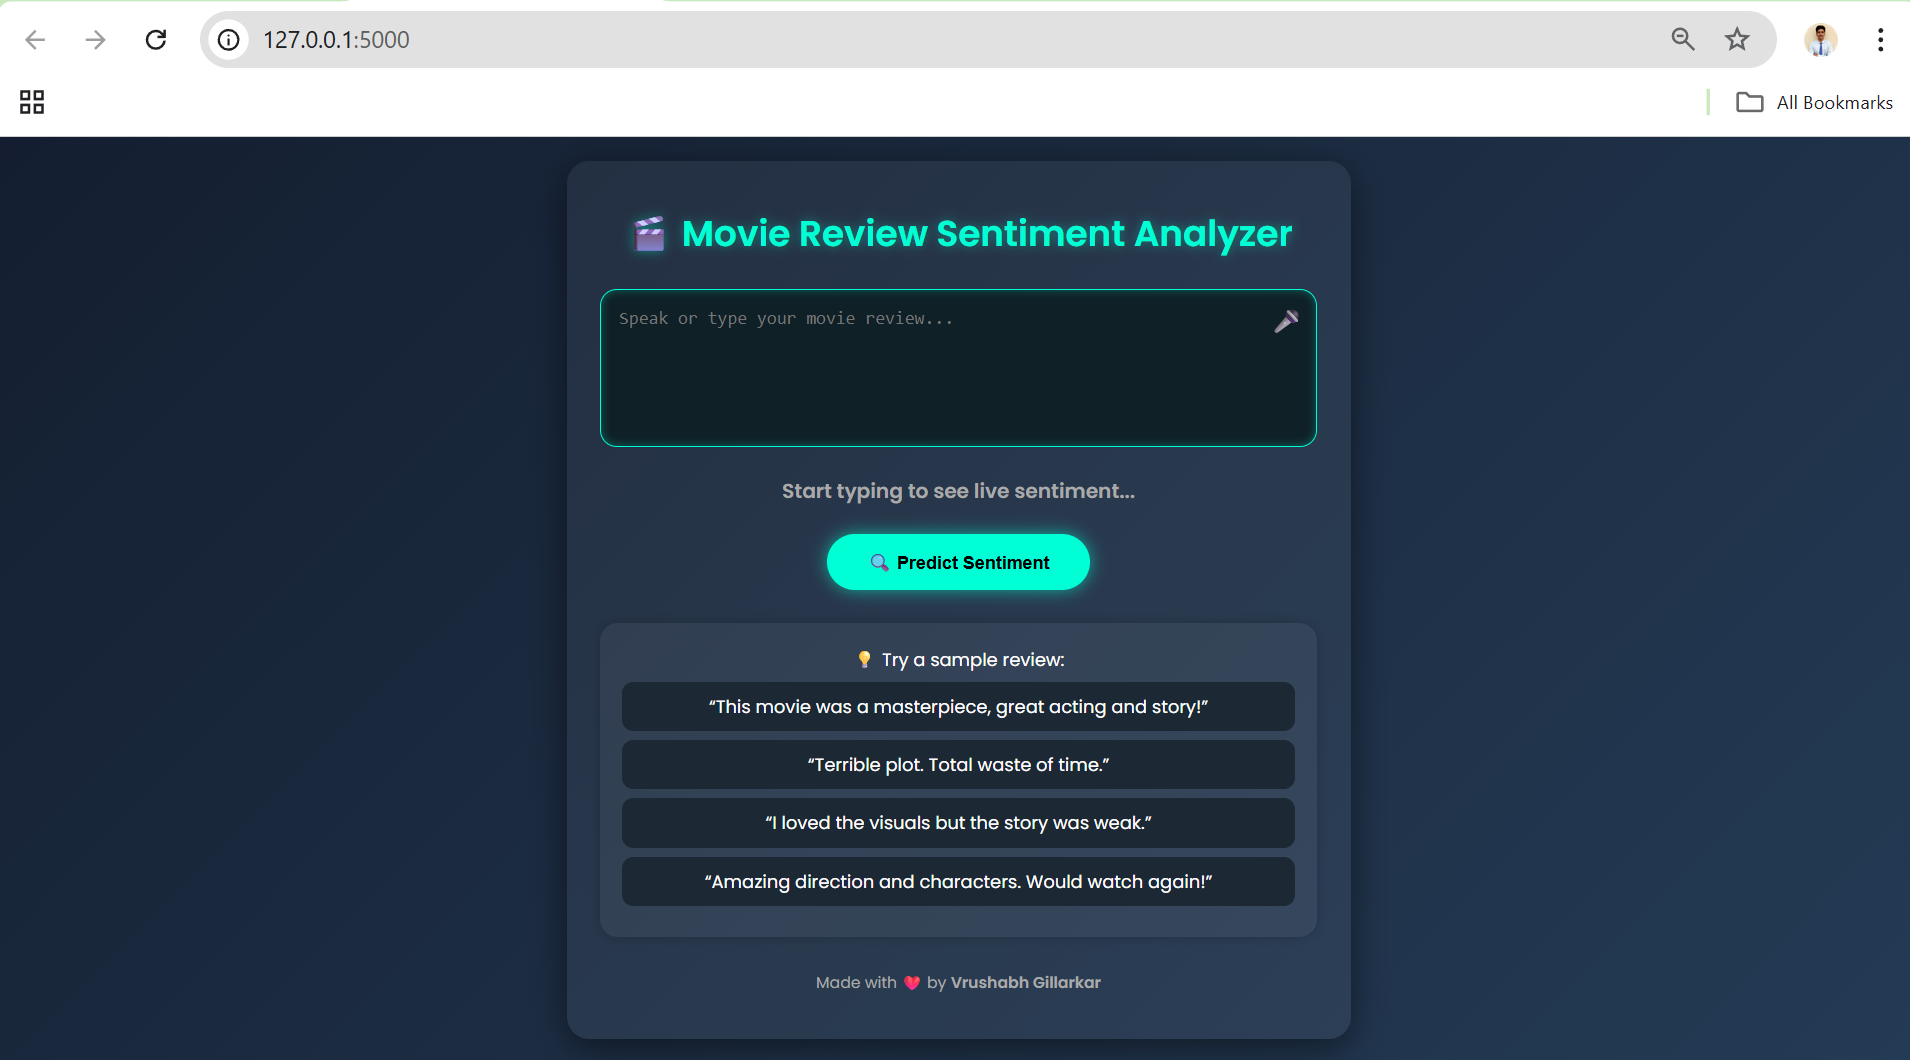 127.0.0.1:5000
All Bookmarks
Movie Review Sentiment Analyzer
Speak or type your movie review...
Start typing to see live sentiment...
Predict Sentiment
Try a sample review:
“This movie was a masterpiece, great acting and story!”
“Terrible plot. Total waste of time.”
“I loved the visuals but the story was weak.”
“Amazing direction and characters. Would watch again!”
Made with ❤️ by Vrushabh Gillarkar